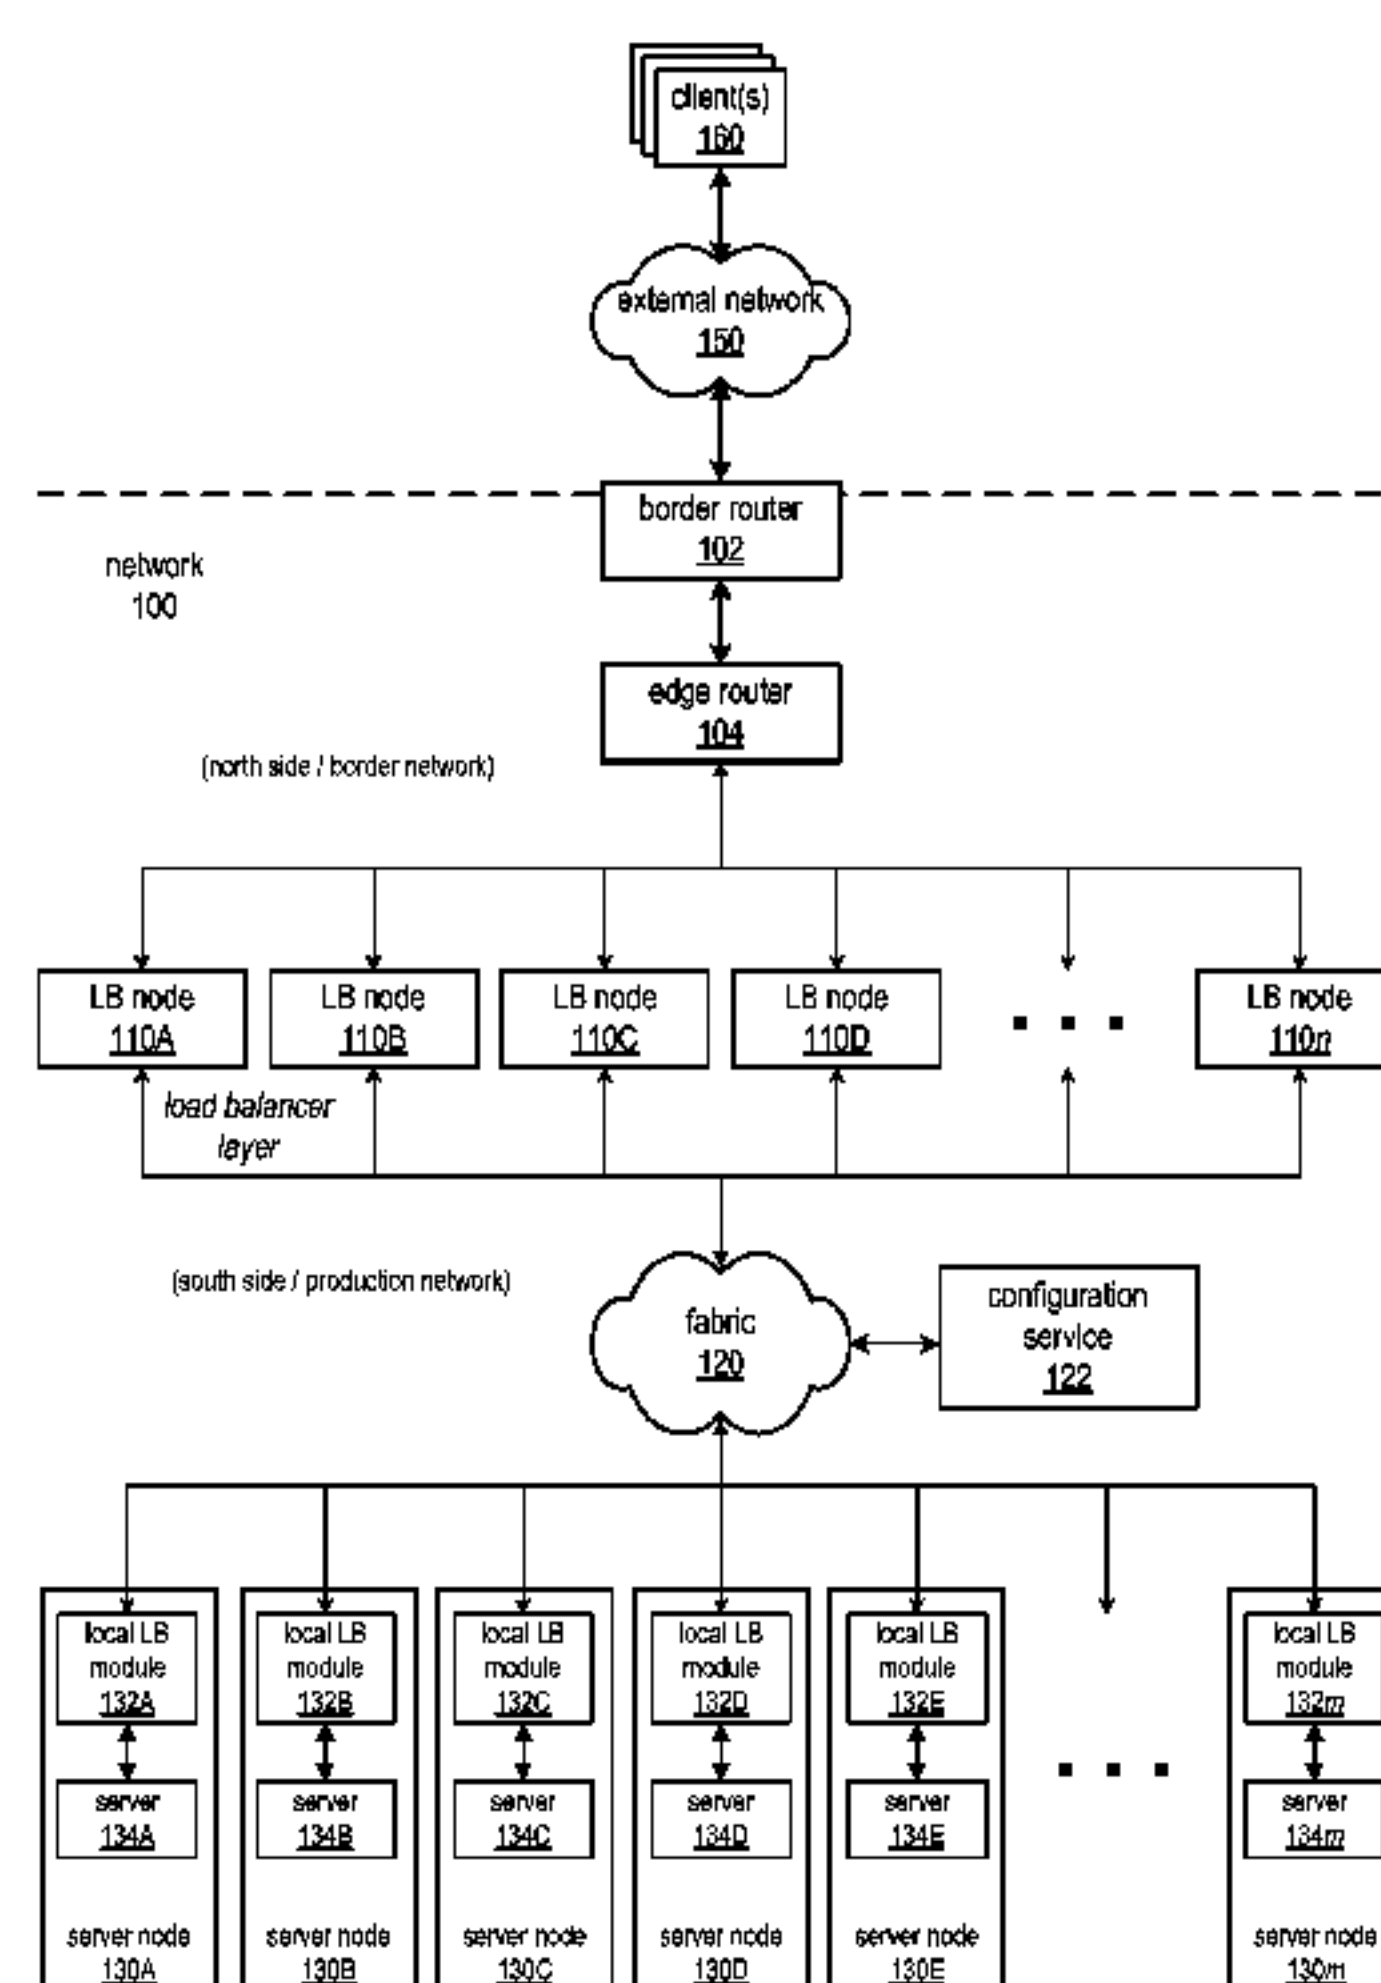 client(s)
160
external network
150
border router
102
network
100
edge router
104
(north side / border network)
LB node
110A
LB node
110B
LB node
110C
LB node
110D
LB node
110n
load balancer
layer
(south side / production network)
fabric
120
configuration
service
122
local LB
module
132A
local LB
module
132B
local LB
module
132C
local LB
module
132D
local LB
module
132E
local LB
module
132m
server
134A
server
134B
server
134C
server
134D
server
134E
server
134m
server node
130A
server node
130B
server node
130C
server node
130D
server node
130E
server node
130m